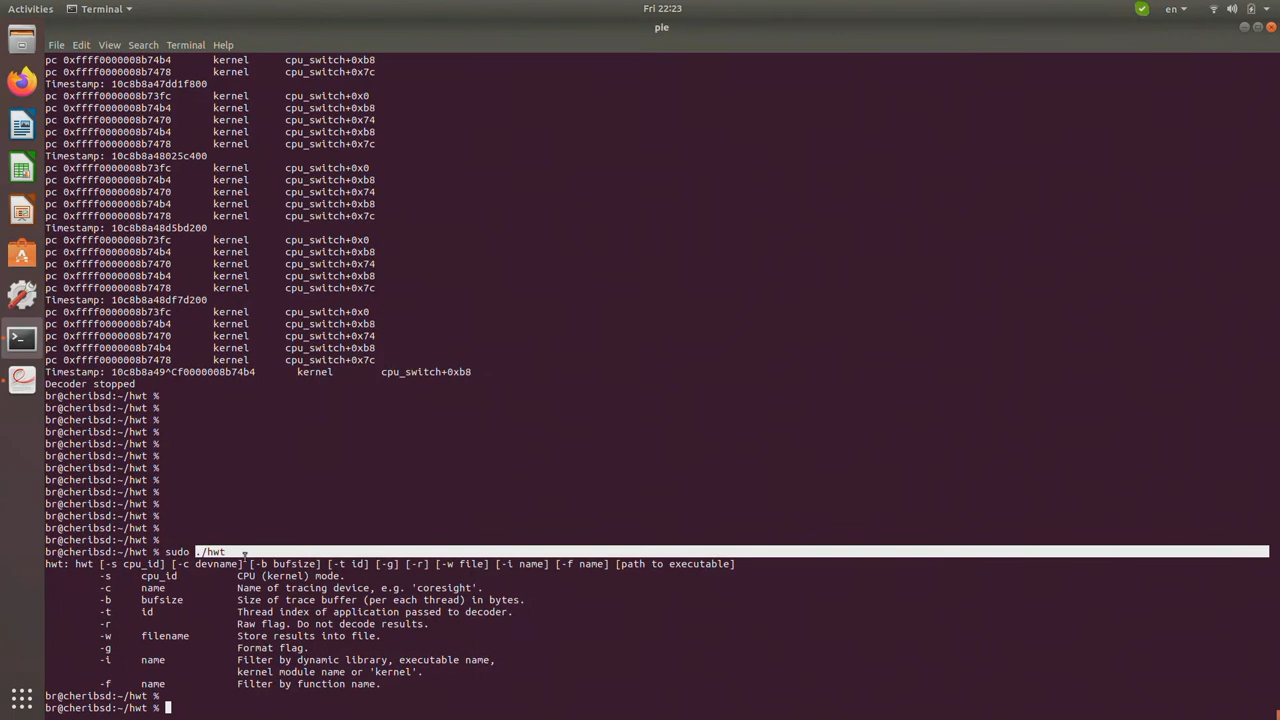 Activities Terminal Fri 22:23 en
pie
File Edit View Search Terminal Help
pc 0xffff0000008b74b4 kernel cpu_switch+0xb8
pc 0xffff0000008b7478 kernel cpu_switch+0x7c
Timestamp: 10c8b8a47dd1f800
pc 0xffff0000008b73fc kernel cpu_switch+0x0
pc 0xffff0000008b74b4 kernel cpu_switch+0xb8
pc 0xffff0000008b7470 kernel cpu_switch+0x74
pc 0xffff0000008b74b4 kernel cpu_switch+0xb8
pc 0xffff0000008b7478 kernel cpu_switch+0x7c
Timestamp: 10c8b8a48025c400
pc 0xffff0000008b73fc kernel cpu_switch+0x0
pc 0xffff0000008b74b4 kernel cpu_switch+0xb8
pc 0xffff0000008b7470 kernel cpu_switch+0x74
pc 0xffff0000008b74b4 kernel cpu_switch+0xb8
pc 0xffff0000008b7478 kernel cpu_switch+0x7c
Timestamp: 10c8b8a48d5bd200
pc 0xffff0000008b73fc kernel cpu_switch+0x0
pc 0xffff0000008b74b4 kernel cpu_switch+0xb8
pc 0xffff0000008b7470 kernel cpu_switch+0x74
pc 0xffff0000008b74b4 kernel cpu_switch+0xb8
pc 0xffff0000008b7478 kernel cpu_switch+0x7c
Timestamp: 10c8b8a48df7d200
pc 0xffff0000008b73fc kernel cpu_switch+0x0
pc 0xffff0000008b74b4 kernel cpu_switch+0xb8
pc 0xffff0000008b7470 kernel cpu_switch+0x74
pc 0xffff0000008b74b4 kernel cpu_switch+0xb8
pc 0xffff0000008b7478 kernel cpu_switch+0x7c
Timestamp: 10c8b8a49^Cf0000008b74b4 kernel cpu_switch+0xb8
Decoder stopped
br@cheribsd:~/hwt %
br@cheribsd:~/hwt %
br@cheribsd:~/hwt %
br@cheribsd:~/hwt %
br@cheribsd:~/hwt %
br@cheribsd:~/hwt %
br@cheribsd:~/hwt %
br@cheribsd:~/hwt %
br@cheribsd:~/hwt %
br@cheribsd:~/hwt %
br@cheribsd:~/hwt %
br@cheribsd:~/hwt %
br@cheribsd:~/hwt %
br@cheribsd:~/hwt % sudo ./hwt
hwt: hwt [-s cpu_id] [-c devname] [-b bufsize] [-t id] [-g] [-r] [-w file] [-i name] [-f name] [path to executable]
-s cpu_id CPU (kernel) mode.
-c name Name of tracing device, e.g. 'coresight'.
-b bufsize Size of trace buffer (per each thread) in bytes.
-t id Thread index of application passed to decoder.
-r Raw flag. Do not decode results.
-w filename Store results into file.
-g Format flag.
-i name Filter by dynamic library, executable name,
kernel module name or 'kernel'.
-f name Filter by function name.
br@cheribsd:~/hwt %
br@cheribsd:~/hwt %